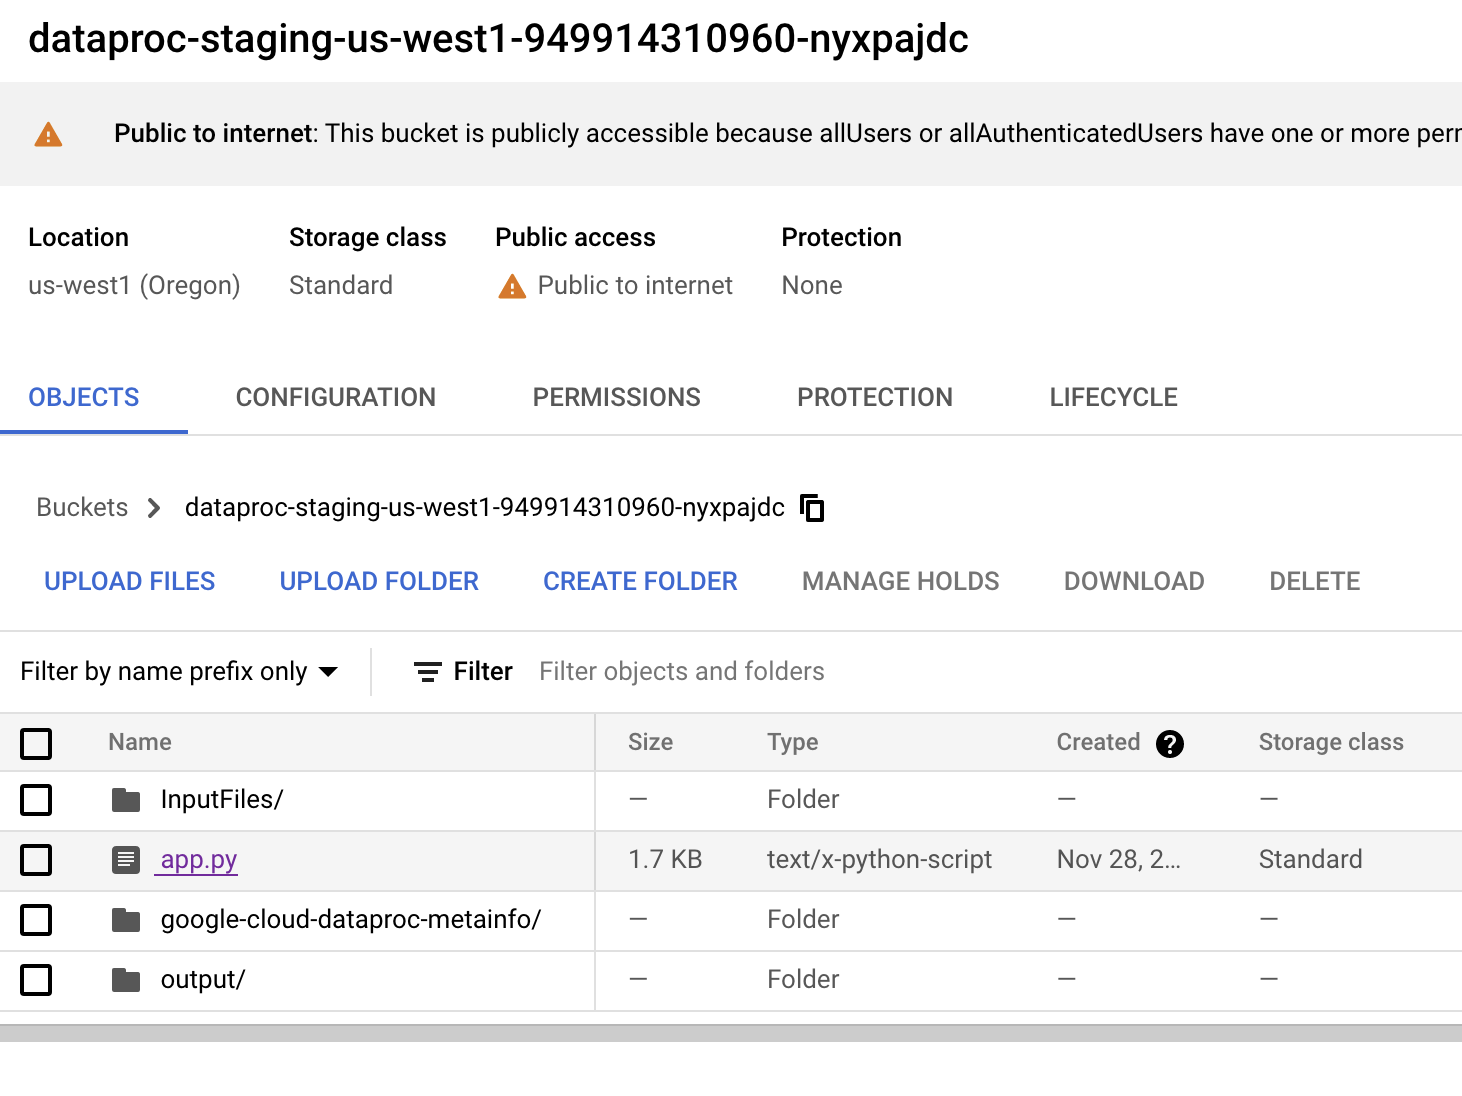 dataproc-staging-us-west1-949914310960-nyxpajdc
Public to internet: This bucket is publicly accessible because allUsers or allAuthenticatedUsers have one or more perr
Location Storage class Public access Protection
us-west1 (Oregon) Standard Public to internet None
OBJECTS CONFIGURATION PERMISSIONS PROTECTION LIFECYCLE
Buckets dataproc-staging-us-west1-949914310960-nyxpajdc
UPLOAD FILES UPLOAD FOLDER CREATE FOLDER MANAGE HOLDS DOWNLOAD DELETE
Filter by name prefix only Filter Filter objects and folders
Name Size Type Created ? Storage class
InputFiles/ — Folder — —
app.py 1.7 KB text/x-python-script Nov 28, 2... Standard
google-cloud-dataproc-metainfo/ — Folder — —
output/ — Folder — —